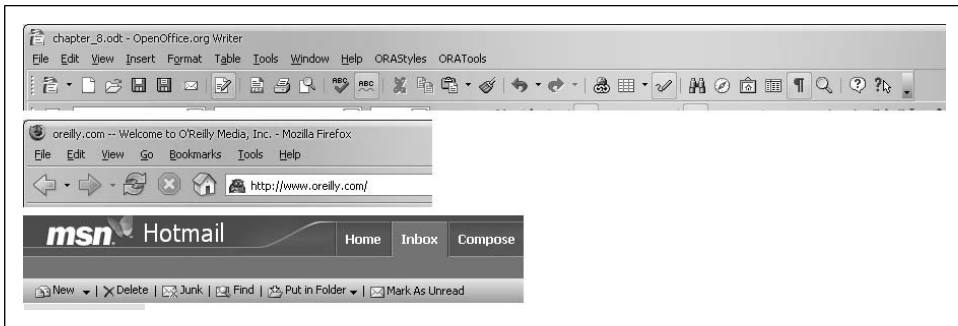 chapter_8.odt - OpenOffice.org Writer
File Edit View Insert Format Table Tools Window Help ORAStyles ORATools
ABC ABC
oreilly.com -- Welcome to O'Reilly Media, Inc. - Mozilla Firefox
File Edit View Go Bookmarks Tools Help
http://www.oreilly.com/
msn Hotmail Home Inbox Compose
New | Delete | Junk | Find | Put in Folder | Mark As Unread